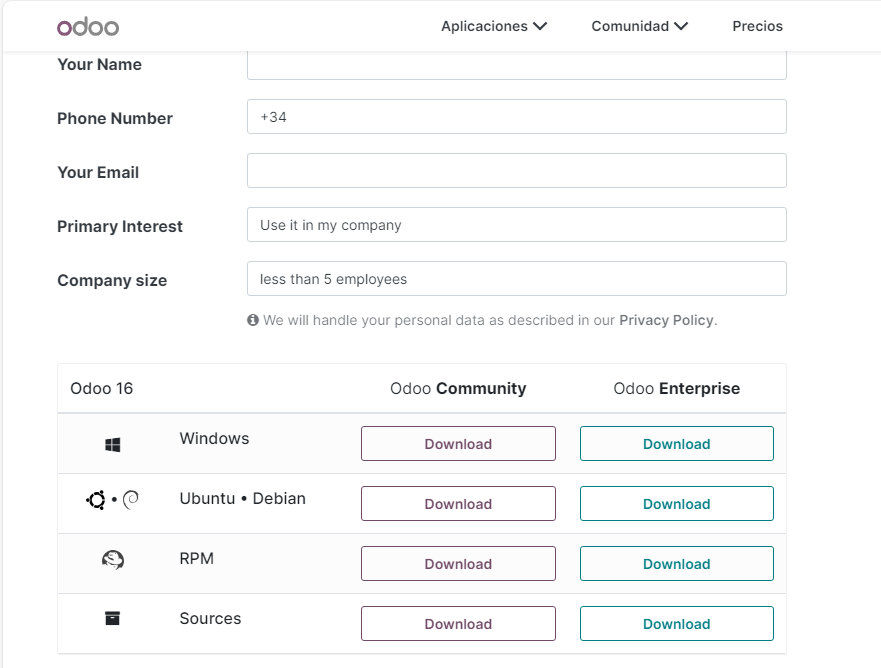 odoo
Aplicaciones Comunidad Precios
Your Name
Phone Number +34
Your Email
Primary Interest Use it in my company
Company size less than 5 employees
We will handle your personal data as described in our Privacy Policy.
Odoo 16 Odoo Community Odoo Enterprise
Windows Download Download
Ubuntu • Debian Download Download
RPM Download Download
Sources Download Download